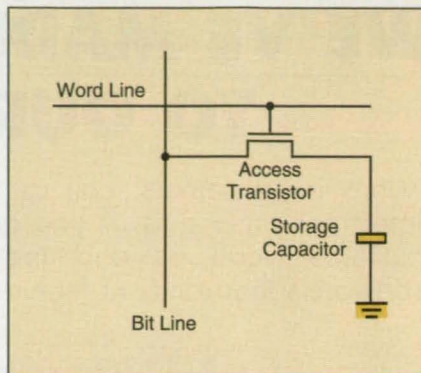 Word Line
Access
Transistor
Storage
Capacitor
Bit Line